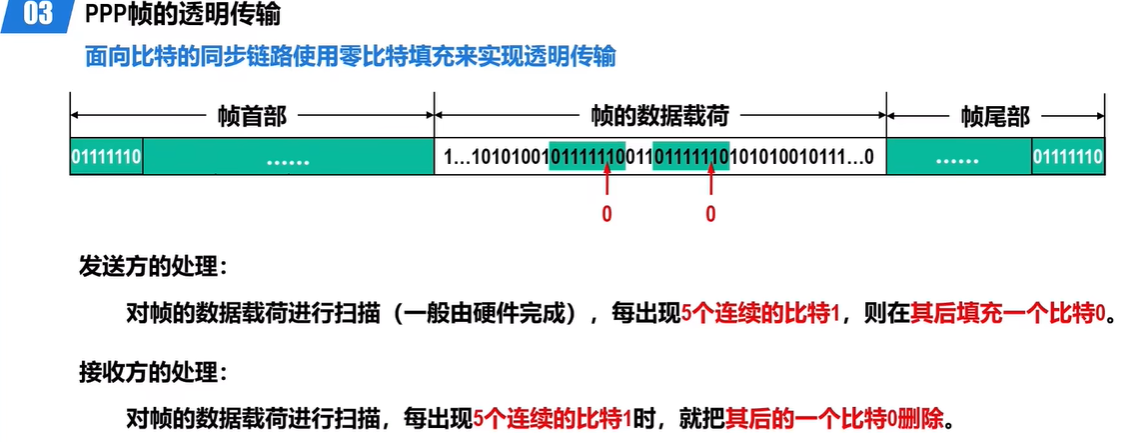 03 PPP帧的透明传输
面向比特的同步链路使用零比特填充来实现透明传输
帧首部 帧的数据载荷 帧尾部
01111110 …… 1…10101001011111110011011111110101010010111…0 …… 01111110
0 0
发送方的处理：
对帧的数据载荷进行扫描（一般由硬件完成），每出现5个连续的比特1，则在其后填充一个比特0。
接收方的处理：
对帧的数据载荷进行扫描，每出现5个连续的比特1时，就把其后的一个比特0删除。